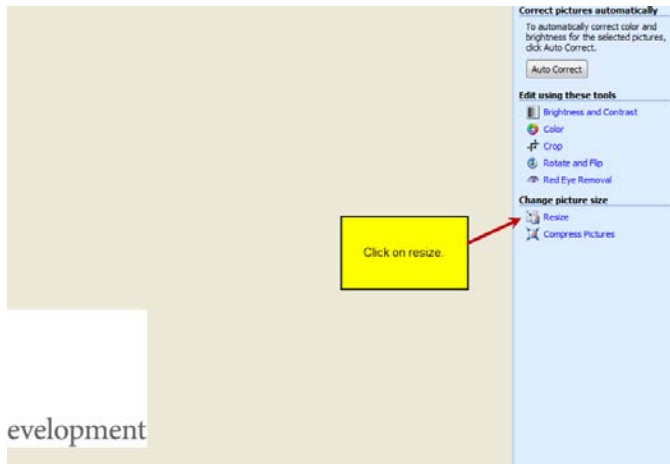 Correct pictures automatically
To automatically correct color and
brightness for the selected pictures,
click Auto Correct.
Auto Correct
Edit using these tools
Brightness and Contrast
Color
Crop
Rotate and Flip
Red Eye Removal
Change picture size
Resize
Compress Pictures
Click on resize.
evelopment